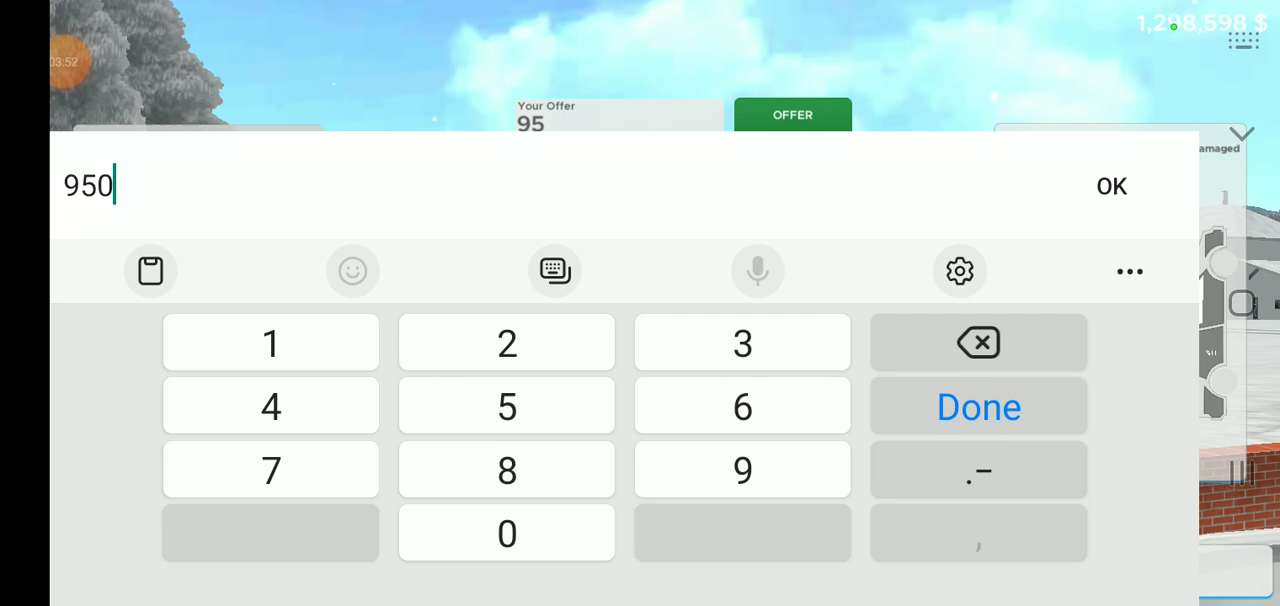 1,298,598 $
03:52
Your Offer
95
OFFER
amaged
950
OK
1 2 3
4 5 6 Done
7 8 9 .-
0 ,